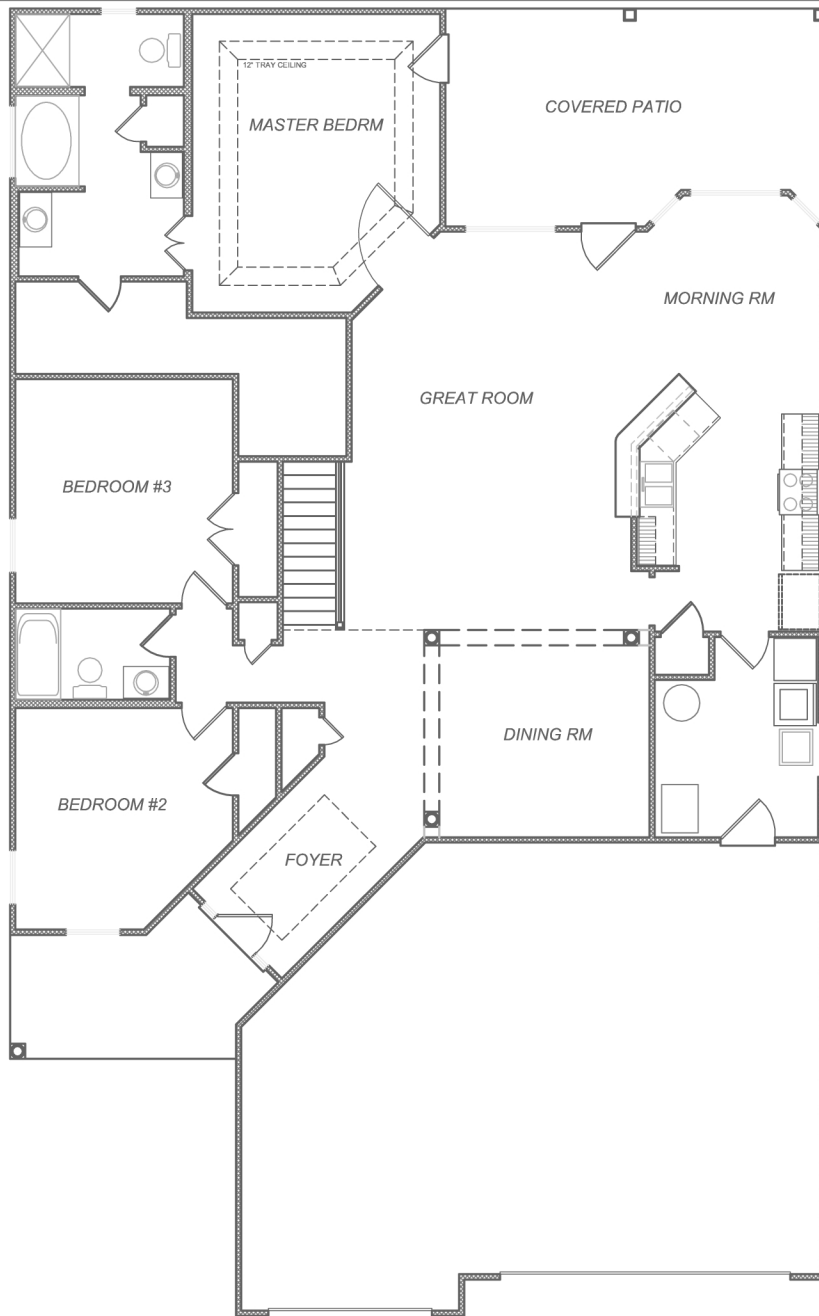 12" TRAY CEILING
MASTER BEDRM
COVERED PATIO
MORNING RM
GREAT ROOM
BEDROOM #3
DINING RM
BEDROOM #2
FOYER